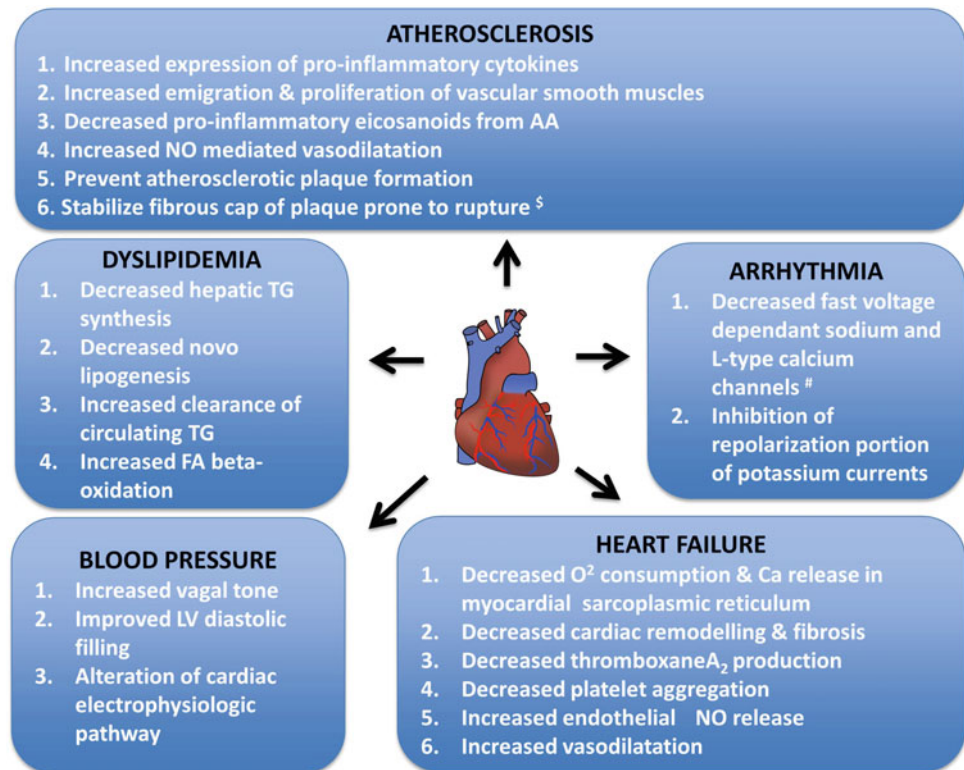 ATHEROSCLEROSIS
1. Increased expression of pro-inflammatory cytokines
2. Increased emigration & proliferation of vascular smooth muscles
3. Decreased pro-inflammatory eicosanoids from AA
4. Increased NO mediated vasodilatation
5. Prevent atherosclerotic plaque formation
6. Stabilize fibrous cap of plaque prone to rupture $
DYSLIPIDEMIA
1. Decreased hepatic TG
synthesis
2. Decreased novo
lipogenesis
3. Increased clearance of
circulating TG
4. Increased FA beta-
oxidation
ARRHYTHMIA
1. Decreased fast voltage
dependant sodium and
L-type calcium
channels #
2. Inhibition of
repolarization portion
of potassium currents
BLOOD PRESSURE
1. Increased vagal tone
2. Improved LV diastolic
filling
3. Alteration of cardiac
electrophysiologic
pathway
HEART FAILURE
1. Decreased O² consumption & Ca release in
myocardial sarcoplasmic reticulum
2. Decreased cardiac remodelling & fibrosis
3. Decreased thromboxaneA₂ production
4. Decreased platelet aggregation
5. Increased endothelial NO release
6. Increased vasodilatation